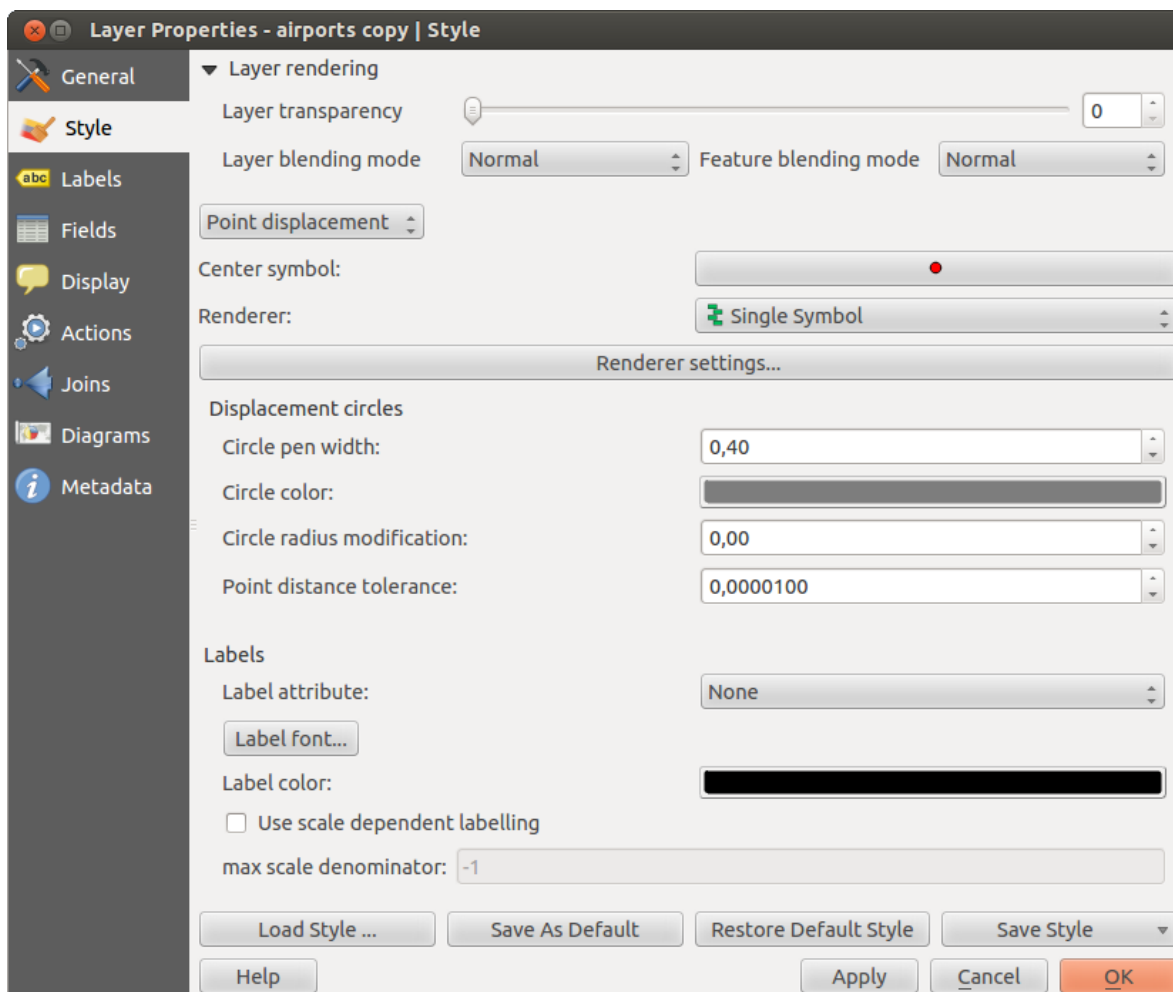 Layer Properties - airports copy | Style
General
Style
abc Labels
Fields
Display
Actions
Joins
Diagrams
i Metadata
Layer rendering
Layer transparency 0
Layer blending mode Normal Feature blending mode Normal
Point displacement
Center symbol:
Renderer: Single Symbol
Renderer settings...
Displacement circles
Circle pen width: 0,40
Circle color:
Circle radius modification: 0,00
Point distance tolerance: 0,0000100
Labels
Label attribute: None
Label font...
Label color:
Use scale dependent labelling
max scale denominator: -1
Load Style ... Save As Default Restore Default Style Save Style
Help Apply Cancel OK